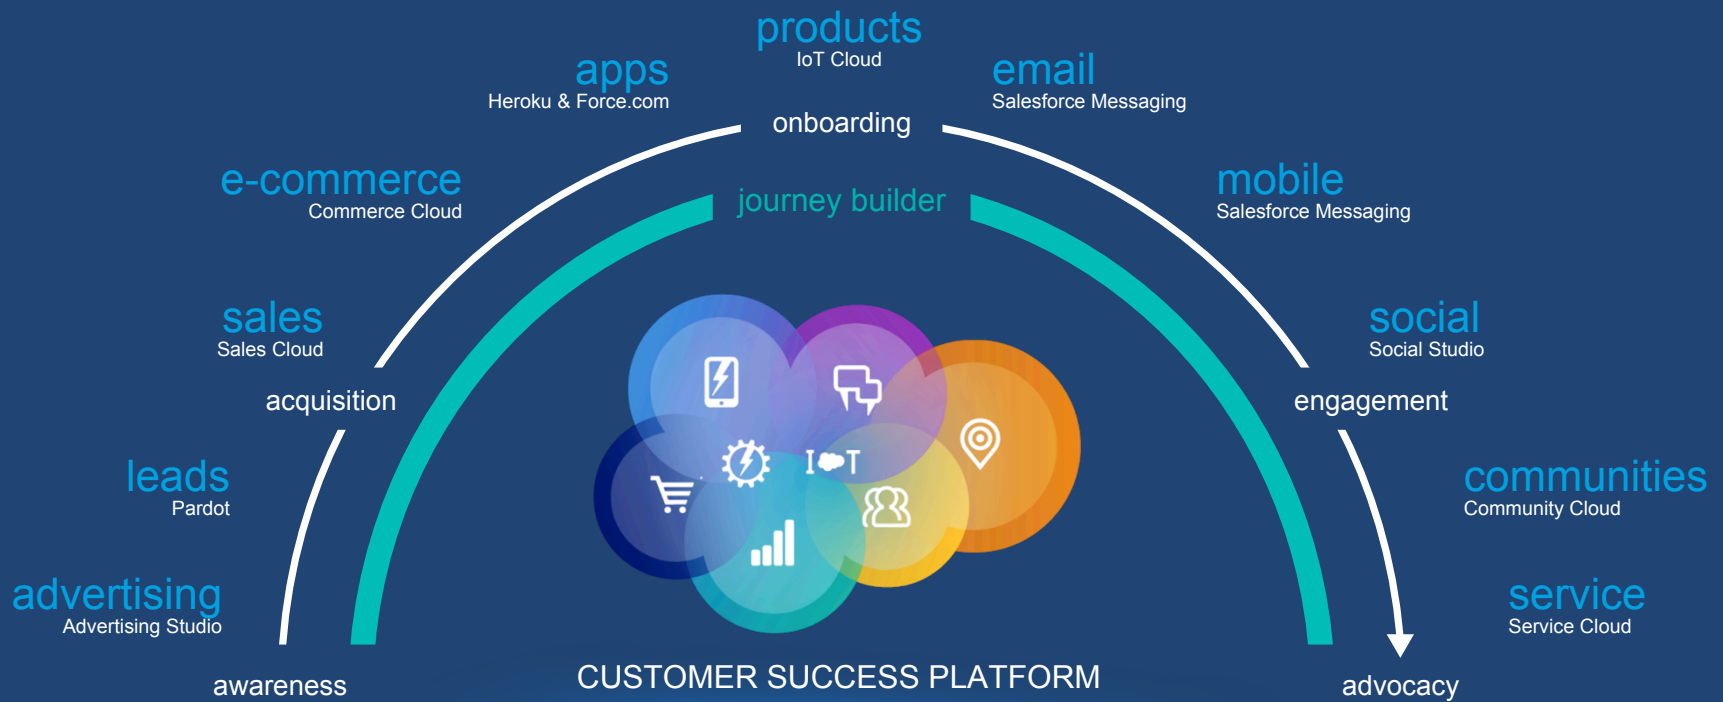 products
IoT Cloud
apps
Heroku & Force.com
email
Salesforce Messaging
onboarding
e-commerce
Commerce Cloud
journey builder
mobile
Salesforce Messaging
sales
Sales Cloud
social
Social Studio
acquisition
engagement
leads
Pardot
I T
communities
Community Cloud
advertising
Advertising Studio
service
Service Cloud
awareness
CUSTOMER SUCCESS PLATFORM
advocacy